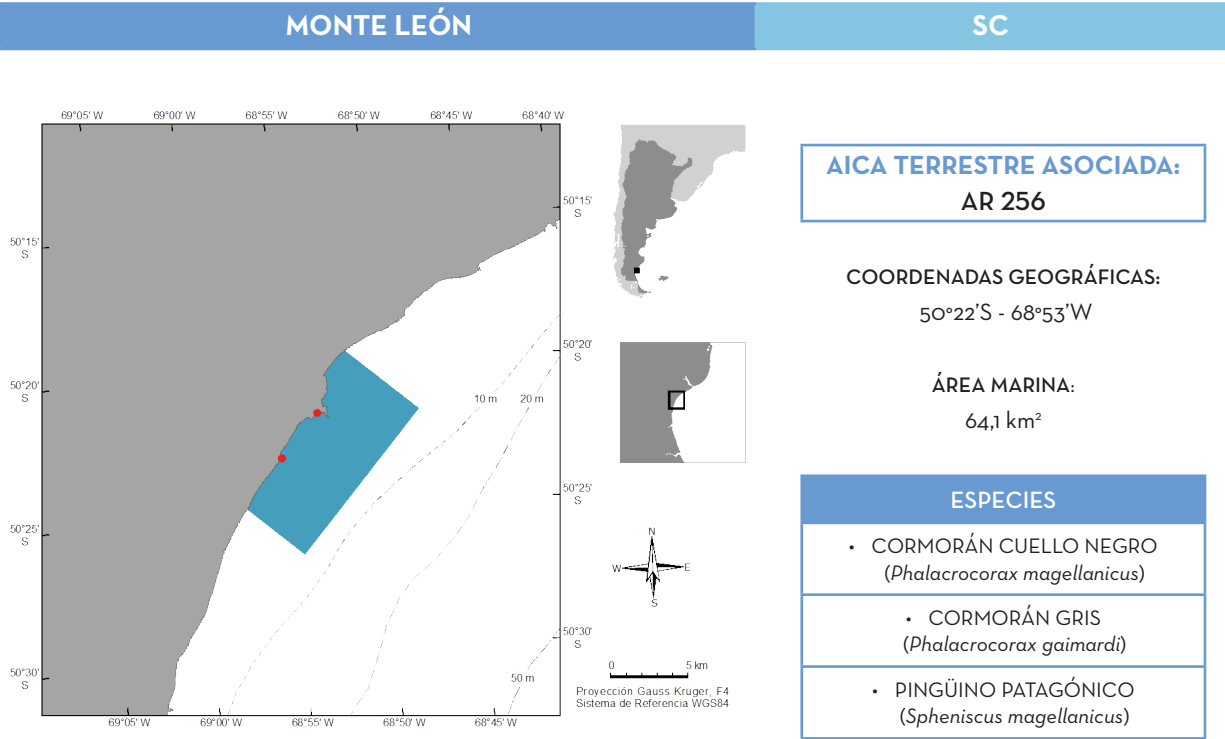 MONTE LEÓN
SC
69°05' W 69°00' W 68°55' W 68°50' W 68°45' W 68°40' W
50°15'
S
50°15'
S
50°20'
S
50°20'
S
10 m 20 m
50°25'
S
50°25'
S
50°30'
S
50°30'
S
50 m
69°05' W 69°00' W 68°55' W 68°50' W 68°45' W
N
W E
S
0 5 km
Proyección Gauss Krüger, F4
Sistema de Referencia WGS84
AICA TERRESTRE ASOCIADA:
AR 256
COORDENADAS GEOGRÁFICAS:
50°22'S - 68°53'W
ÁREA MARINA:
64,1 km²
ESPECIES
• CORMORÁN CUELLO NEGRO
(Phalacrocorax magellanicus)
• CORMORÁN GRIS
(Phalacrocorax gaimardi)
• PINGÜINO PATAGÓNICO
(Spheniscus magellanicus)